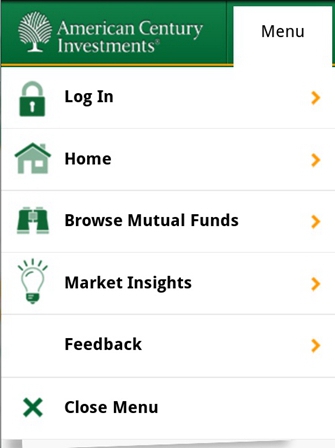 American Century
Investments®
Menu
Log In
Home
Browse Mutual Funds
Market Insights
Feedback
Close Menu